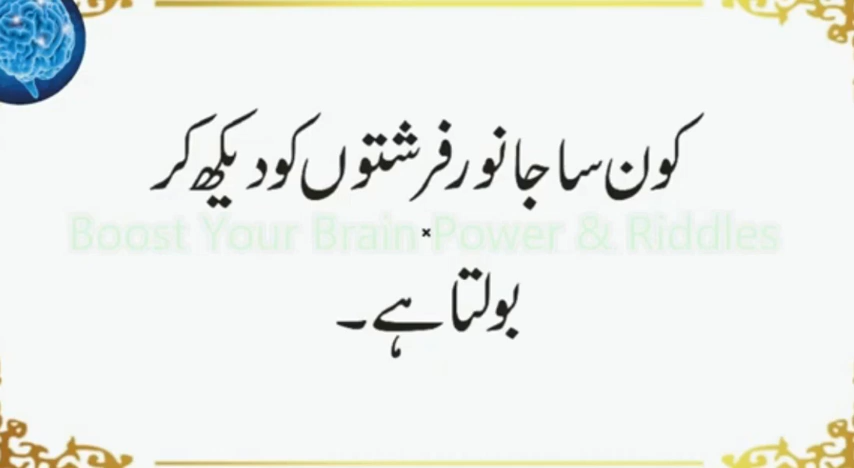 کون سا جانور فرشتوں کو دیکھ کر
Boost Your Brain Power & Riddles
بولتا ہے۔